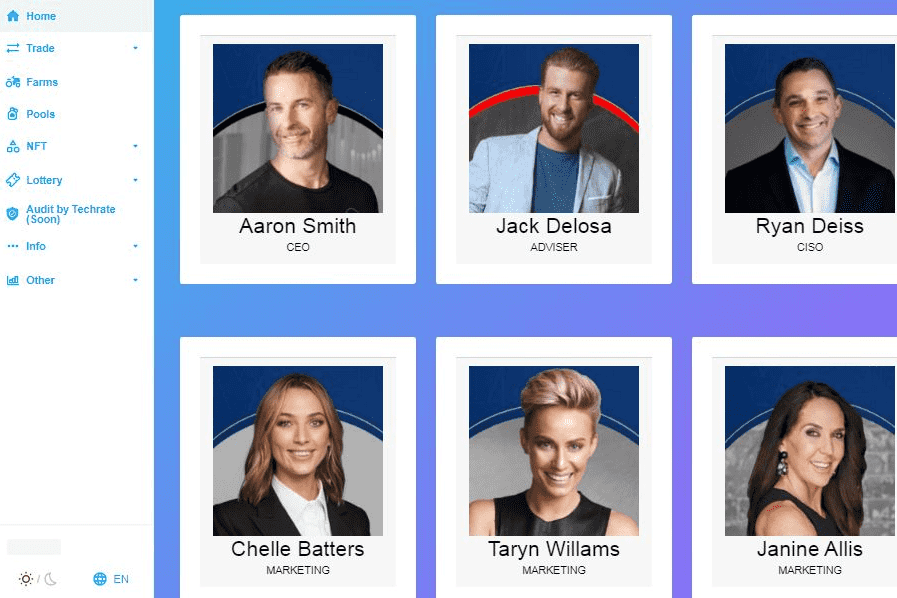 Home
Trade
Farms
Pools
NFT
Lottery
Audit by Techrate
(Soon)
Info
Other
/
EN
Aaron Smith
CEO
Jack Delosa
ADVISER
Ryan Deiss
CISO
Chelle Batters
MARKETING
Taryn Willams
MARKETING
Janine Allis
MARKETING